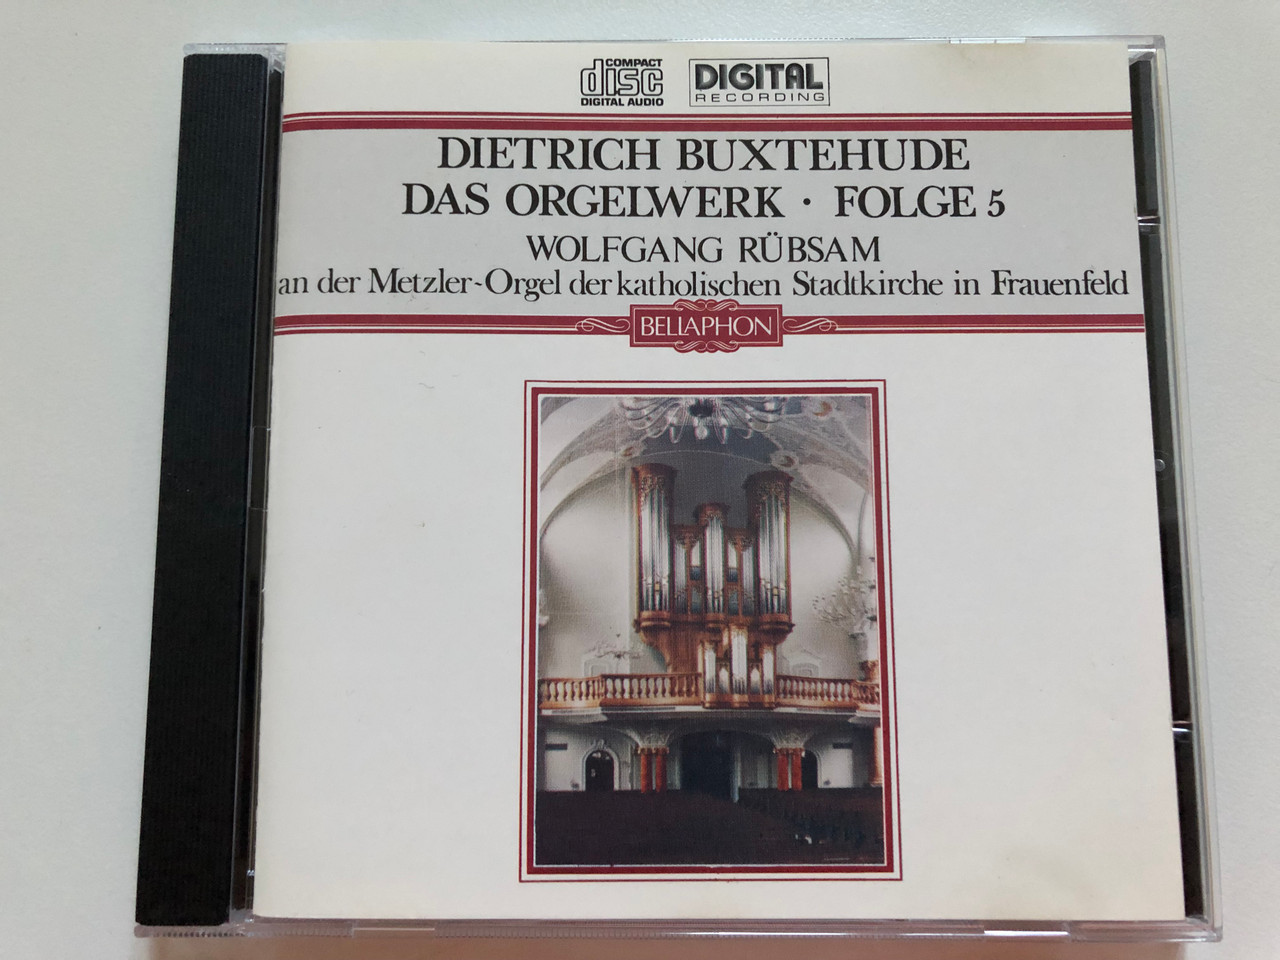 COMPACT
disc
DIGITAL AUDIO
DIGITAL
RECORDING
DIETRICH BUXTEHUDE
DAS ORGELWERK · FOLGE 5
WOLFGANG RÜBSAM
an der Metzler-Orgel der katholischen Stadtkirche in Frauenfeld
BELLAPHON